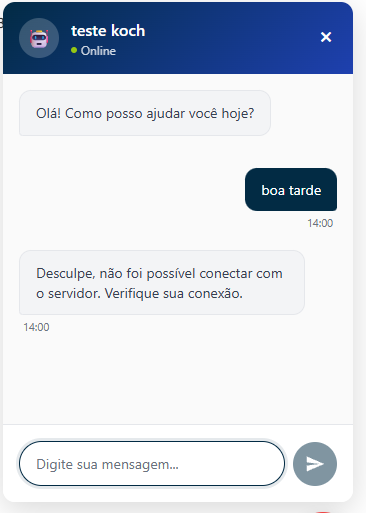 teste koch
Online
Olá! Como posso ajudar você hoje?
boa tarde
14:00
Desculpe, não foi possível conectar com
o servidor. Verifique sua conexão.
14:00
Digite sua mensagem...